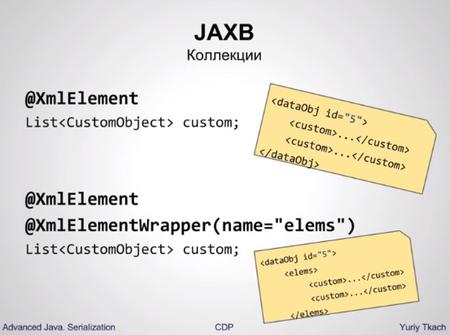 JAXB
Коллекции
@XmlElement
List<CustomObject> custom;
<dataObj id="5">
<custom>...</custom>
<custom>...</custom>
</dataObj>
@XmlElement
@XmlElementWrapper(name="elems")
List<CustomObject> custom;
<dataObj id="5">
<elems>
<custom>...</custom>
<custom>...</custom>
</elems>
Advanced Java. Serialization
CDP
Yuriy Tkach